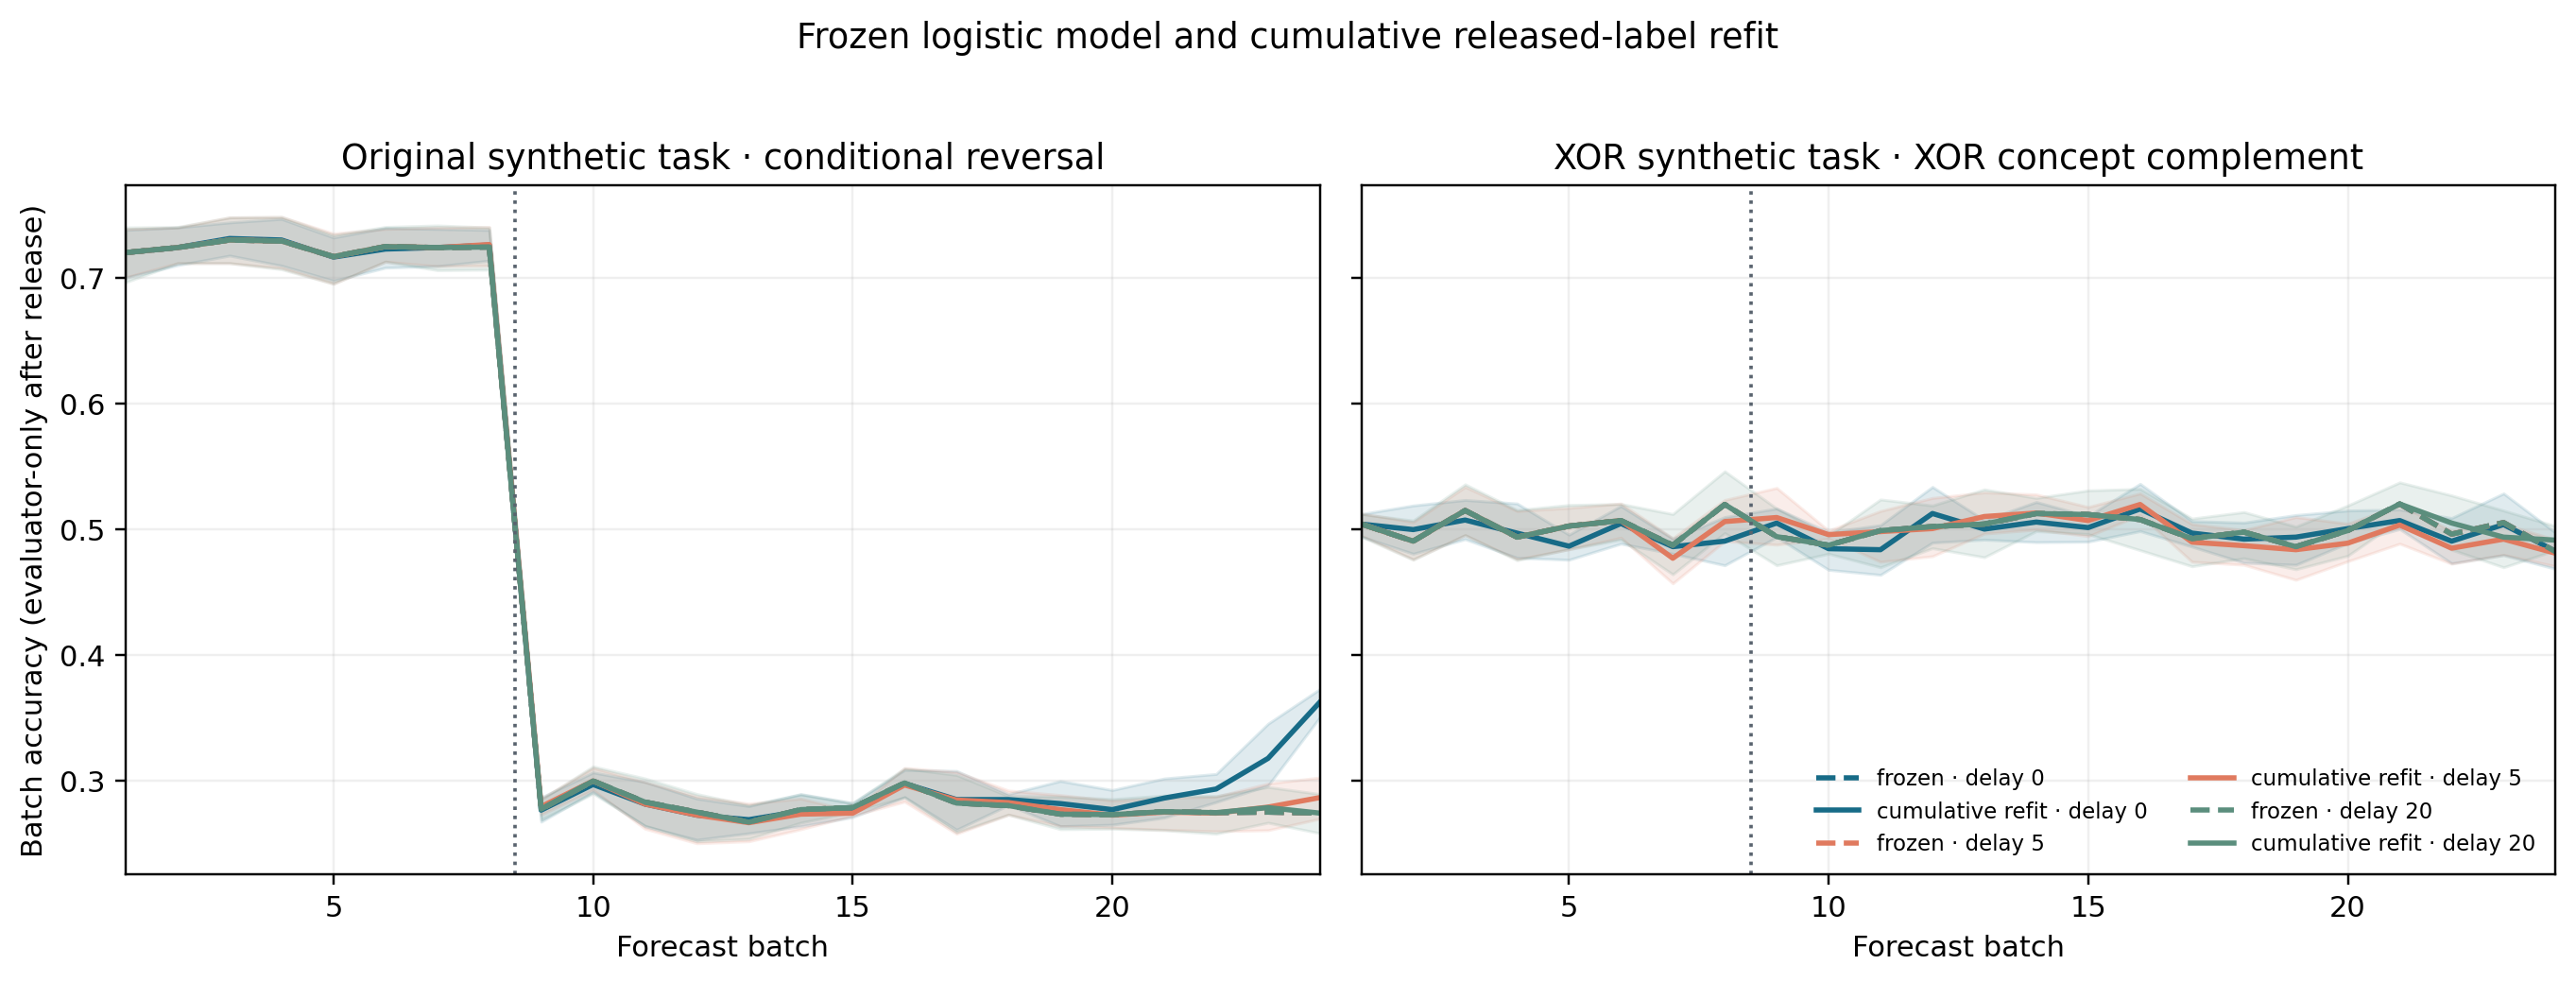 Frozen logistic model and cumulative released-label refit
Original synthetic task · conditional reversal
XOR synthetic task · XOR concept complement
Batch accuracy (evaluator-only after release)
0.7
0.6
0.5
0.4
0.3
5
10
15
20
Forecast batch
5
10
15
20
Forecast batch
frozen · delay 0
cumulative refit · delay 0
frozen · delay 5
cumulative refit · delay 5
frozen · delay 20
cumulative refit · delay 20